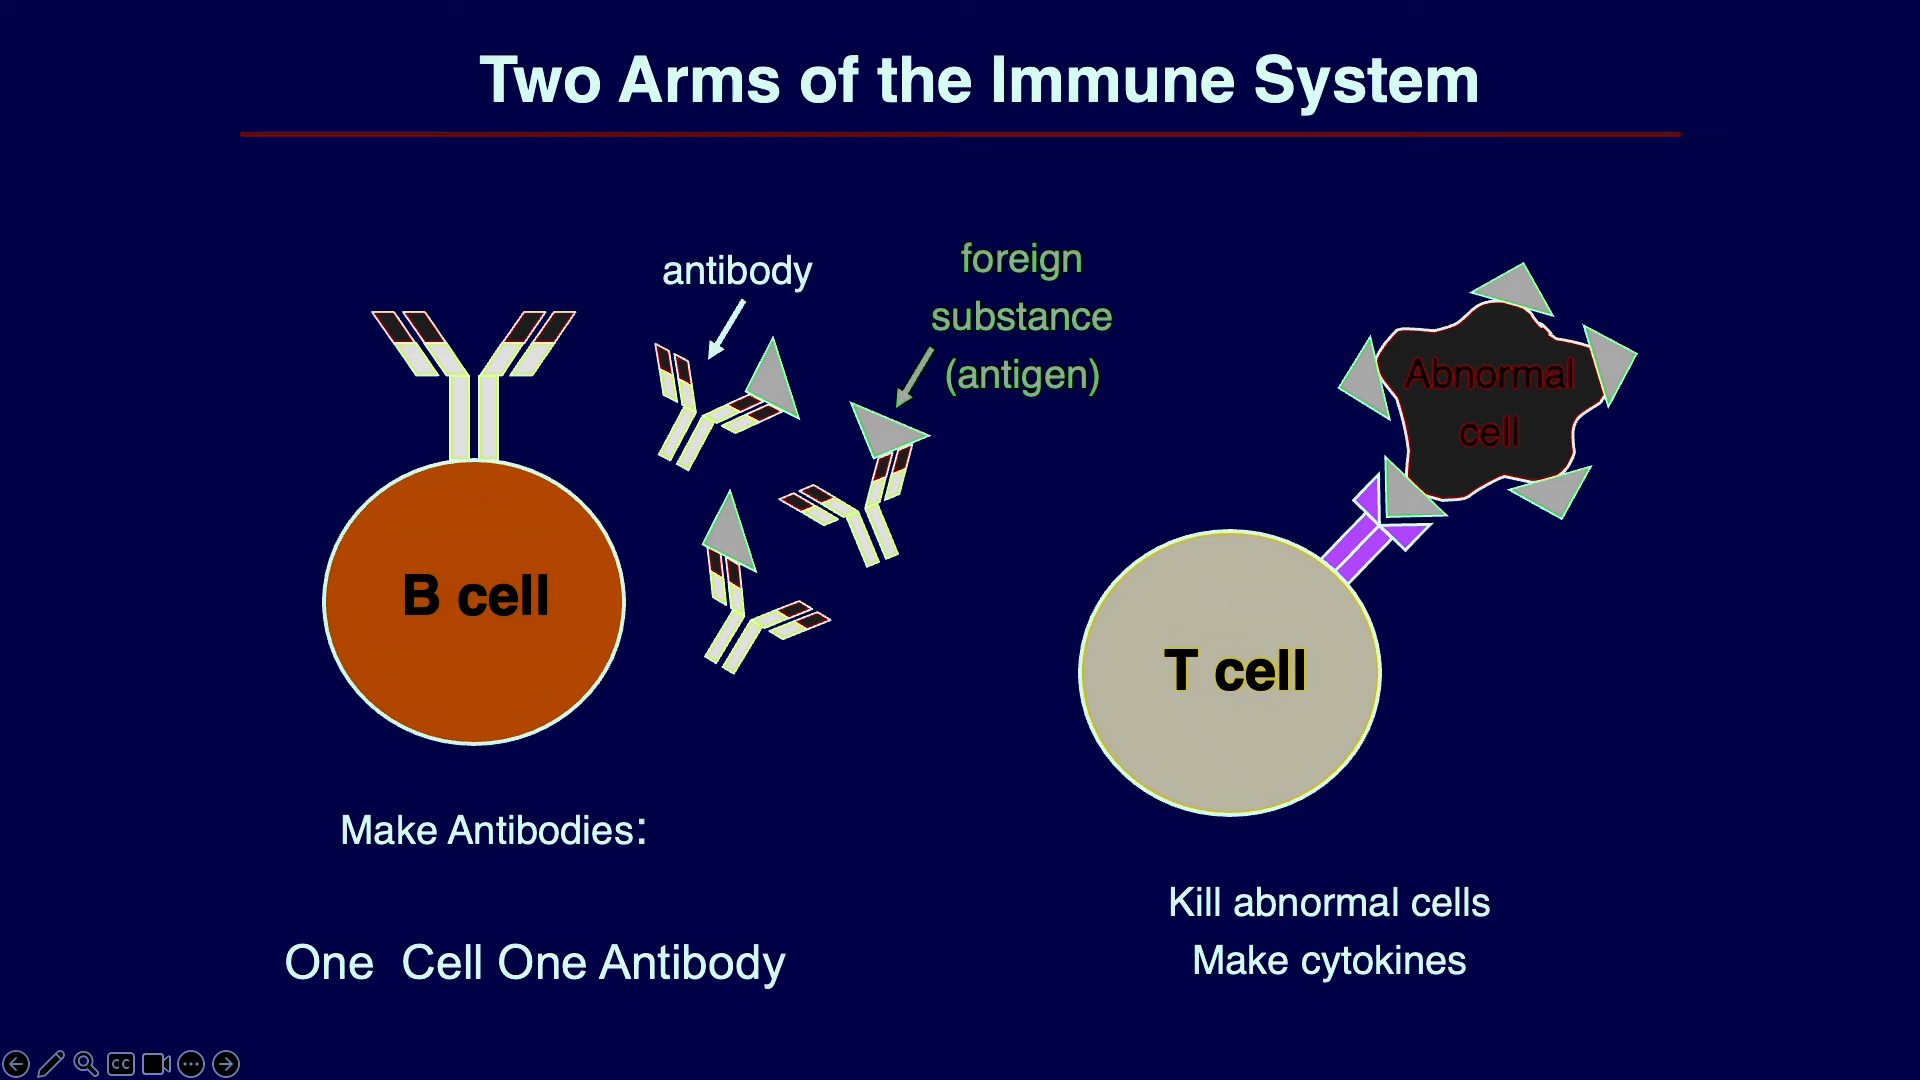 Two Arms of the Immune System
antibody
foreign
substance
(antigen)
Abnormal
cell
B cell
T cell
Make Antibodies:
One  Cell One Antibody
Kill abnormal cells
Make cytokines
CC